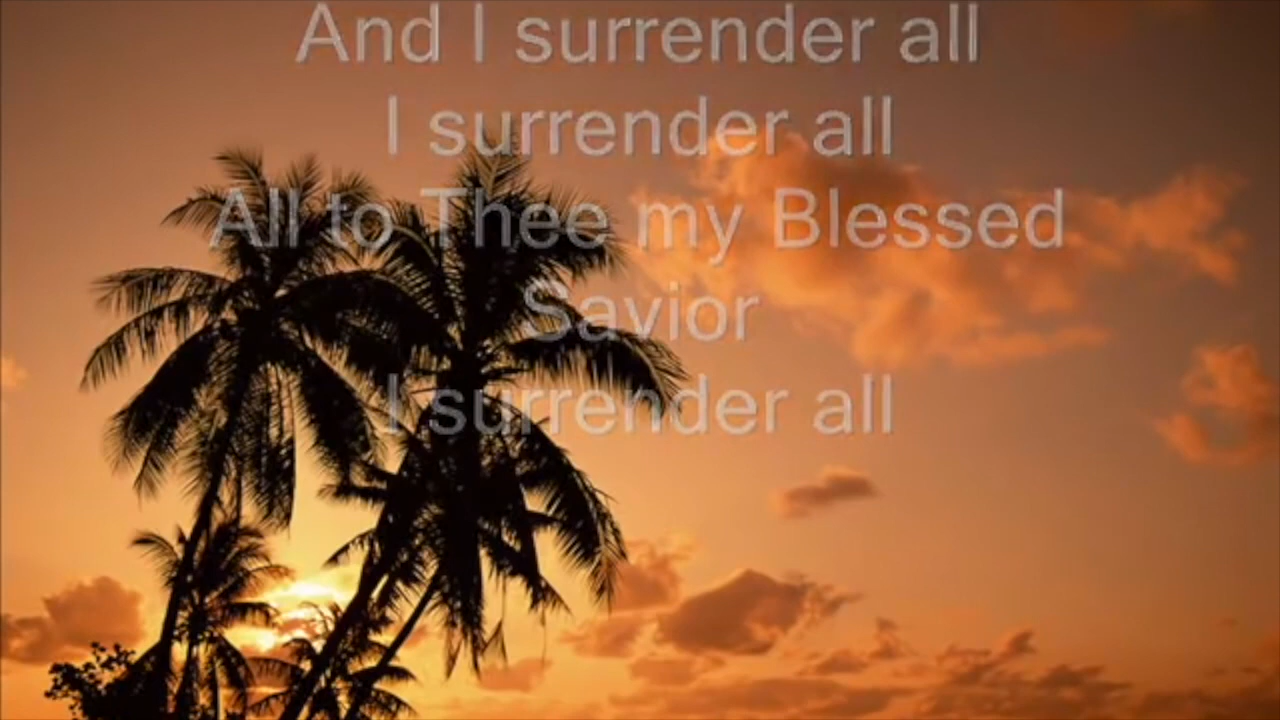 And I surrender all
I surrender all
All to Thee my Blessed
Savior
I surrender all